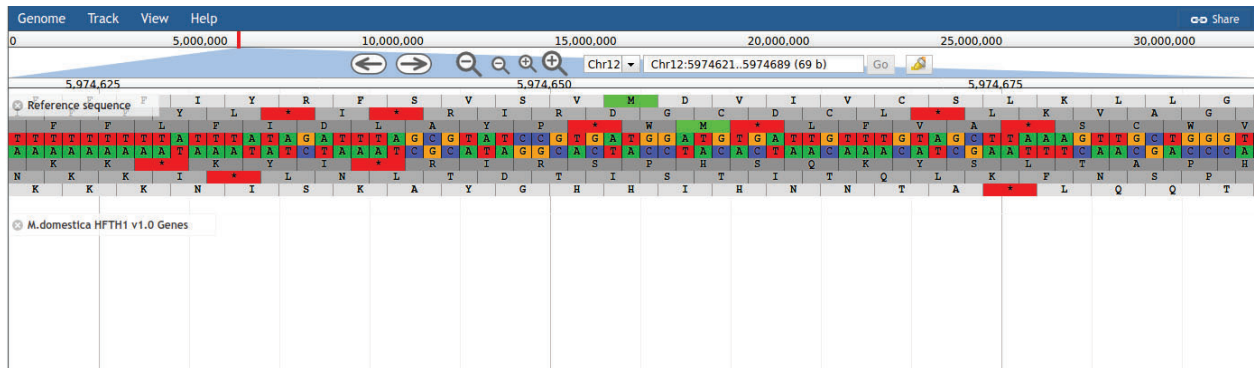 Genome Track View Help Share
0 5,000,000 10,000,000 15,000,000 20,000,000 25,000,000 30,000,000
Chr12 Chr12:5974621..5974689 (69 b) Go
5,974,625 5,974,650 5,974,675
Reference sequence F I Y R F S V S V M D V I V C S L K L L G
Y L * I * R I R D G C D C L * L K V A G
F F L F I D L A Y P * W M * L F V A * S C W V
T T T T T T T T T A T T T A T A G A T T T A G C G T A T C C G T G A T G G A T G T G A T T G T T T G T A G C T T A A A G T T G C T G G G T
A A A A A A A A A T A A A T A T C T A A A T C G C A T A G G C A C T A C C T A C A C T A A C A A A C A T C G A A T T T C A A C G A C C C A
K K * K Y I * R I R S P H S Q K Y S L T A P H
N K K I * L N L T D T I S T I T Q L K F N S P
K K K N I S K A Y G H H I H N N T A * L Q Q T
M.domestica HFTH1 v1.0 Genes